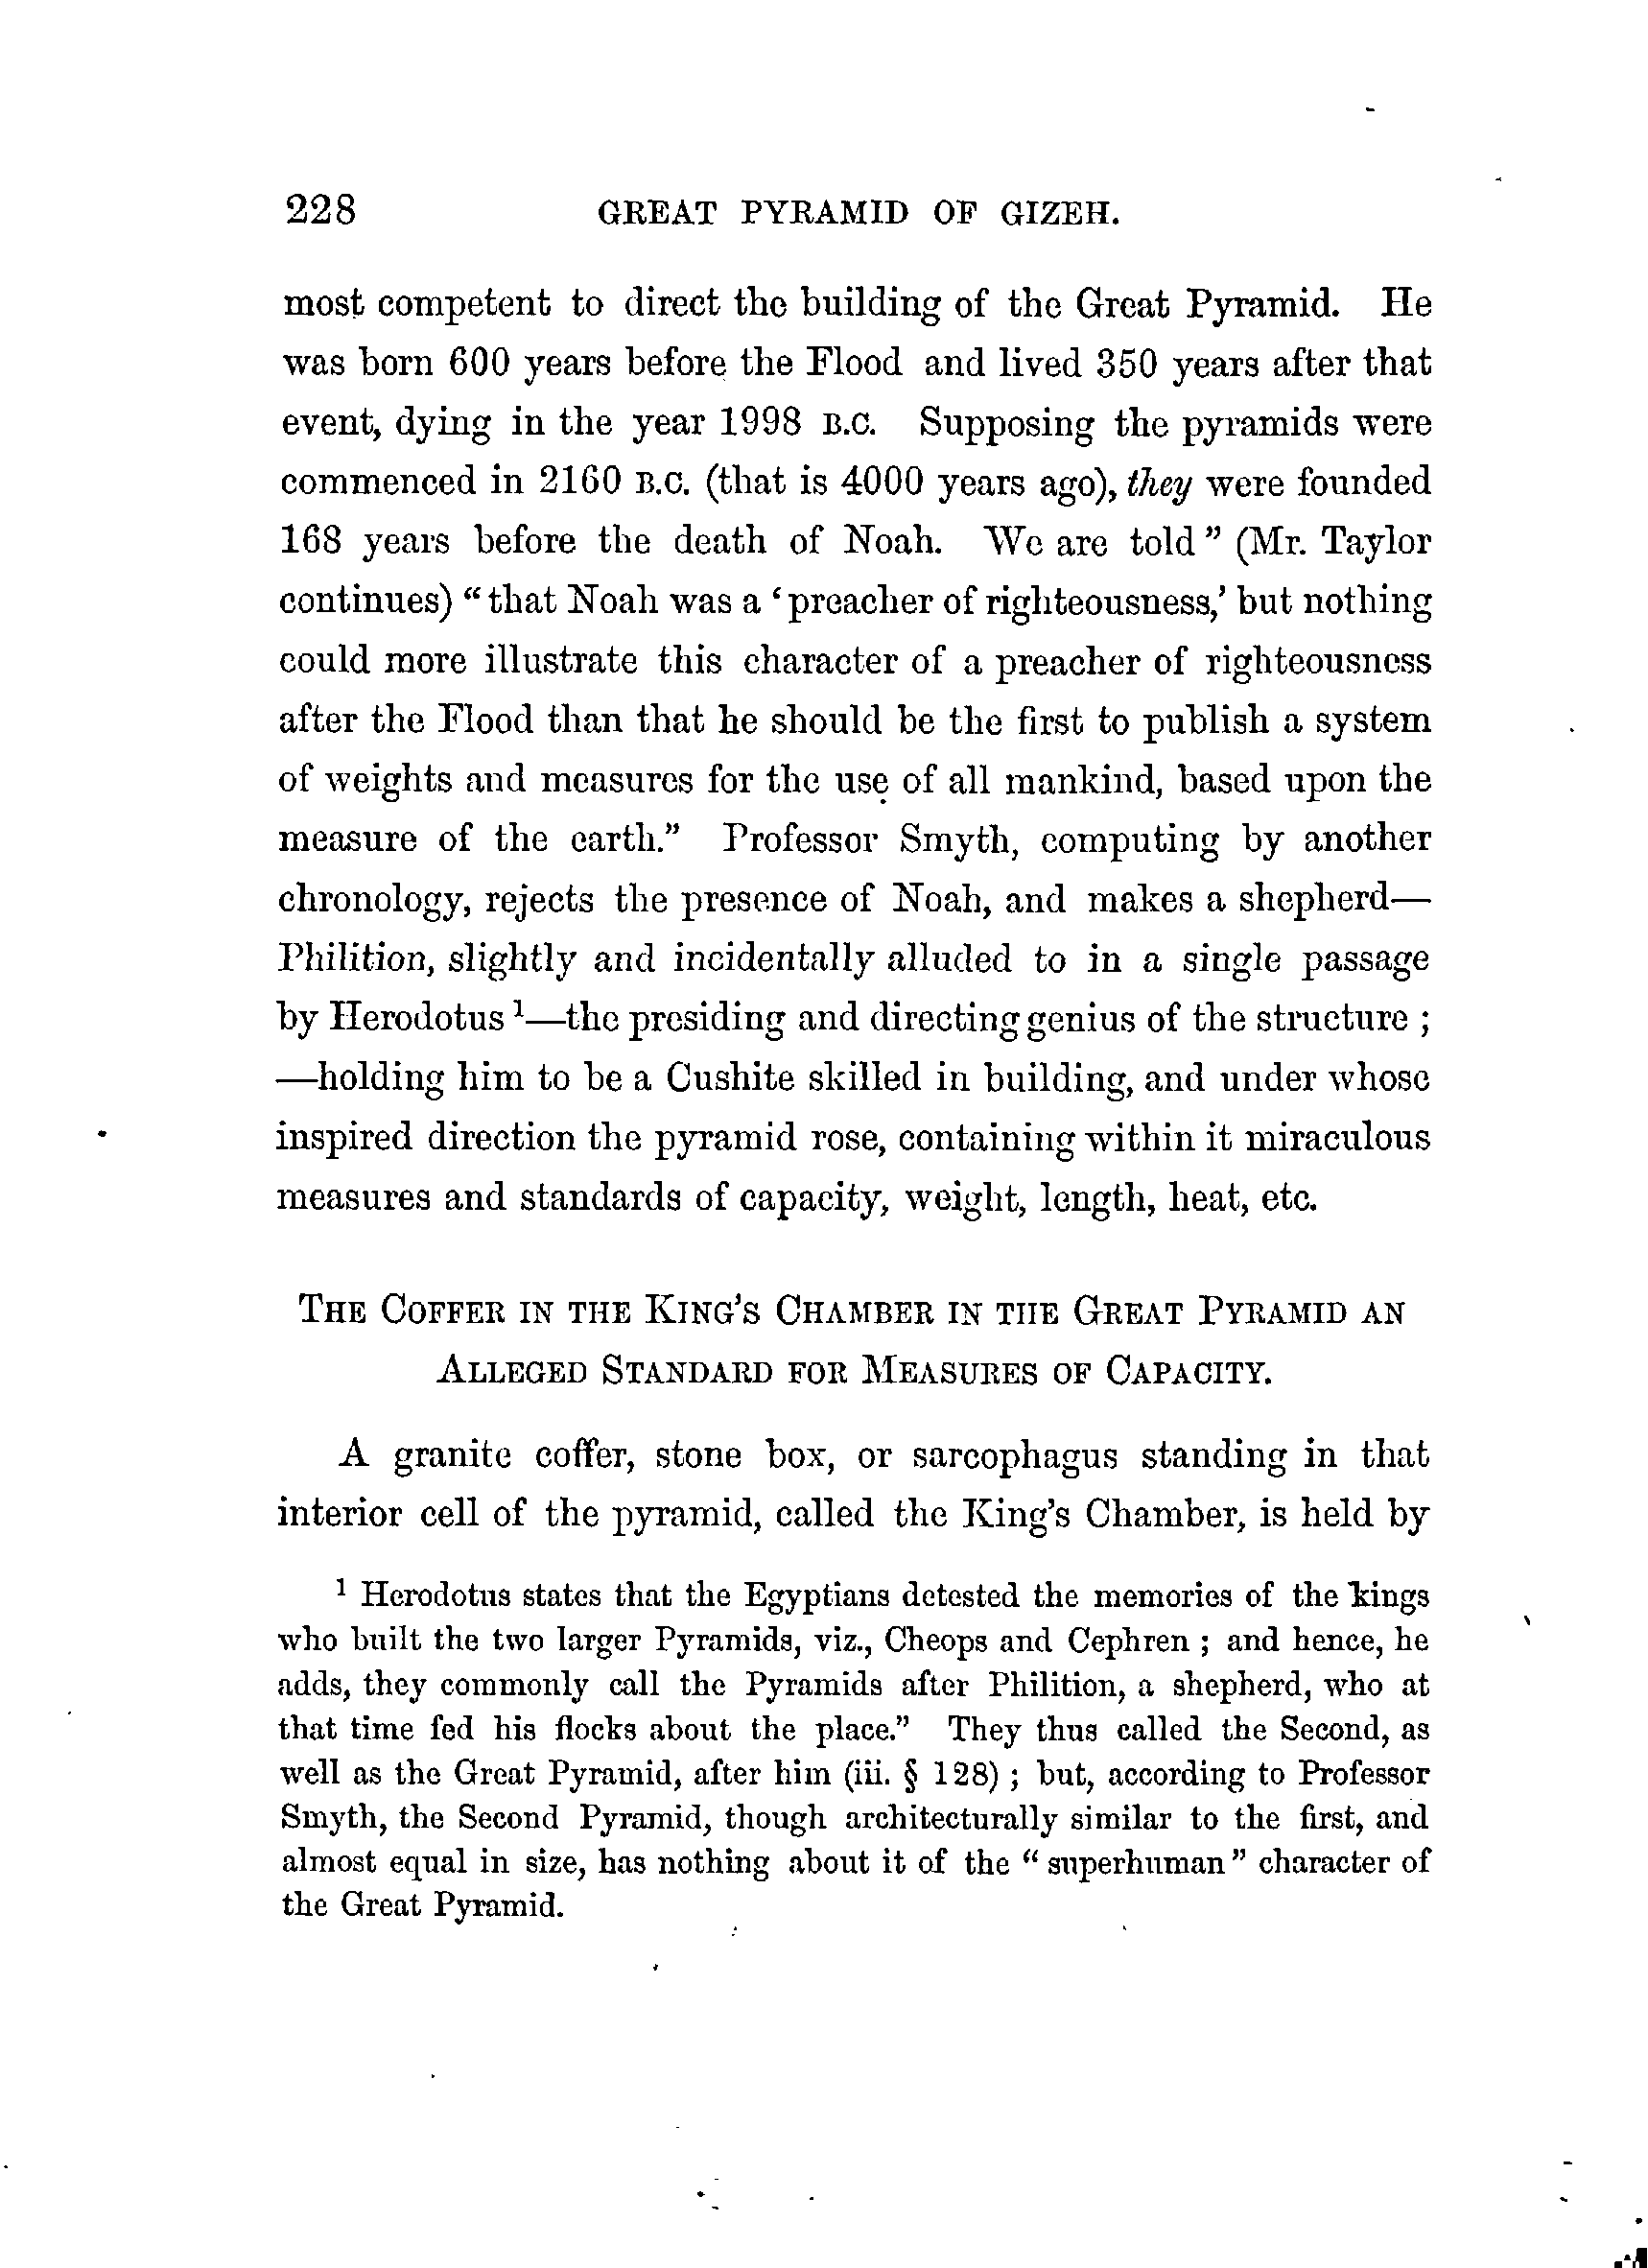 228 GREAT PYRAMID OF GIZEH.
most competent to direct the building of the Great Pyramid. He
was born 600 years before the Flood and lived 350 years after that
event, dying in the year 1998 B.C. Supposing the pyramids were
commenced in 2160 B.C. (that is 4000 years ago), they were founded
168 years before the death of Noah. We are told” (Mr. Taylor
continues) “that Noah was a ‘preacher of righteousness,’ but nothing
could more illustrate this character of a preacher of righteousness
after the Flood than that he should be the first to publish a system
of weights and measures for the use of all mankind, based upon the
measure of the earth.” Professor Smyth, computing by another
chronology, rejects the presence of Noah, and makes a shepherd—
Philition, slightly and incidentally alluded to in a single passage
by Herodotus ¹—the presiding and directing genius of the structure ;
—holding him to be a Cushite skilled in building, and under whose
inspired direction the pyramid rose, containing within it miraculous
measures and standards of capacity, weight, length, heat, etc.
THE COFFER IN THE KING’S CHAMBER IN THE GREAT PYRAMID AN
ALLEGED STANDARD FOR MEASURES OF CAPACITY.
A granite coffer, stone box, or sarcophagus standing in that
interior cell of the pyramid, called the King’s Chamber, is held by
¹ Herodotus states that the Egyptians detested the memories of the kings
who built the two larger Pyramids, viz., Cheops and Cephren ; and hence, he
adds, they commonly call the Pyramids after Philition, a shepherd, who at
that time fed his flocks about the place.” They thus called the Second, as
well as the Great Pyramid, after him (iii. § 128) ; but, according to Professor
Smyth, the Second Pyramid, though architecturally similar to the first, and
almost equal in size, has nothing about it of the “superhuman” character of
the Great Pyramid.